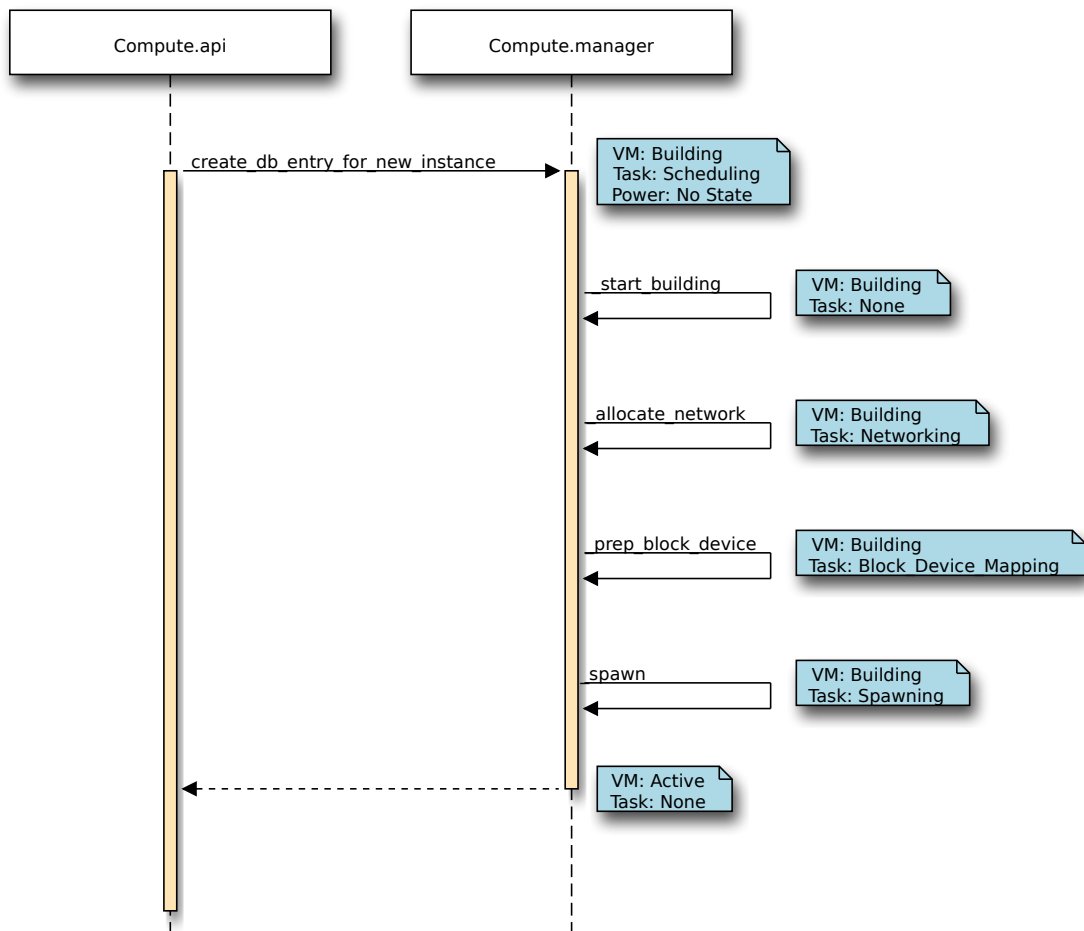 Compute.api
Compute.manager
create_db_entry_for_new_instance
VM: Building
Task: Scheduling
Power: No State
_start_building
VM: Building
Task: None
_allocate_network
VM: Building
Task: Networking
_prep_block_device
VM: Building
Task: Block_Device_Mapping
_spawn
VM: Building
Task: Spawning
VM: Active
Task: None